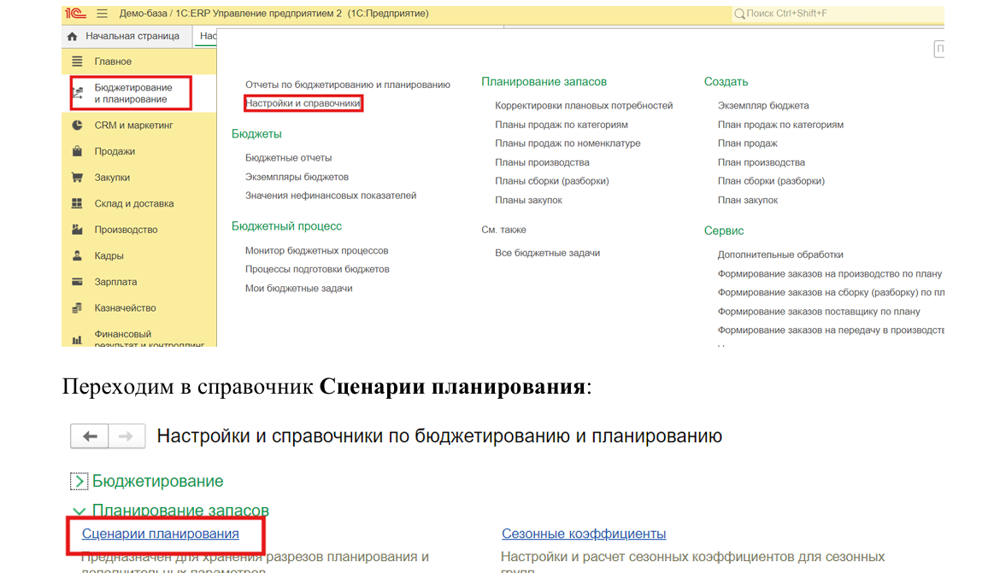 1С Демо-база / 1С:ERP Управление предприятием 2 (1С:Предприятие) Поиск Ctrl+Shift+F
Начальная страница Нас
Главное
Бюджетирование
и планирование
CRM и маркетинг
Продажи
Закупки
Склад и доставка
Производство
Кадры
Зарплата
Казначейство
Финансовый
результат и контроллинг
Отчеты по бюджетированию и планированию
Настройки и справочники
Бюджеты
Бюджетные отчеты
Экземпляры бюджетов
Значения нефинансовых показателей
Бюджетный процесс
Монитор бюджетных процессов
Процессы подготовки бюджетов
Мои бюджетные задачи
Планирование запасов
Корректировки плановых потребностей
Планы продаж по категориям
Планы продаж по номенклатуре
Планы производства
Планы сборки (разборки)
Планы закупок
См. также
Все бюджетные задачи
П
Создать
Экземпляр бюджета
План продаж по категориям
План продаж
План производства
План сборки (разборки)
План закупок
Сервис
Дополнительные обработки
Формирование заказов на производство по плану
Формирование заказов на сборку (разборку) по пл
Формирование заказов поставщику по плану
Формирование заказов на передачу в производств
Переходим в справочник Сценарии планирования:
Настройки и справочники по бюджетированию и планированию
Бюджетирование
Планирование запасов
Сценарии планирования
Предназначен для хранения разрезов планирования и
дополнительных параметров
Сезонные коэффициенты
Настройки и расчет сезонных коэффициентов для сезонных
групп